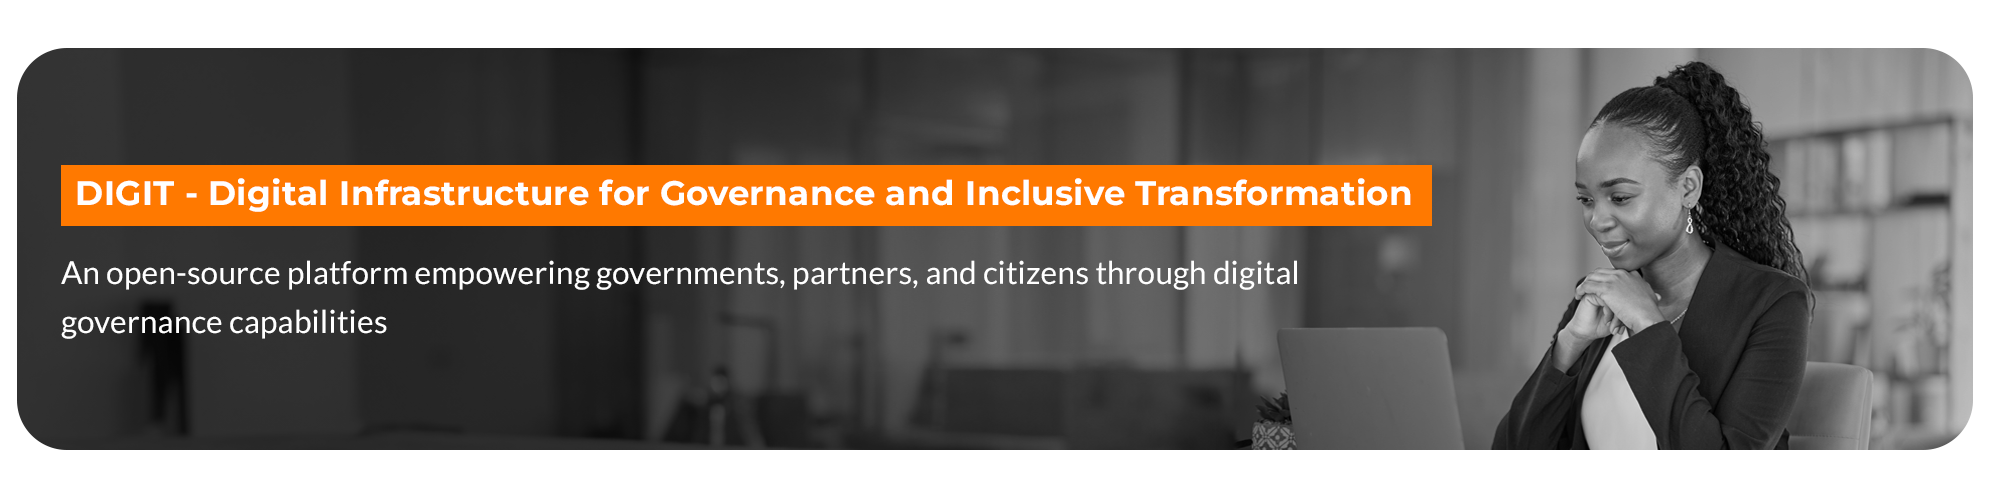 DIGIT - Digital Infrastructure for Governance and Inclusive Transformation
An open-source platform empowering governments, partners, and citizens through digital
governance capabilities